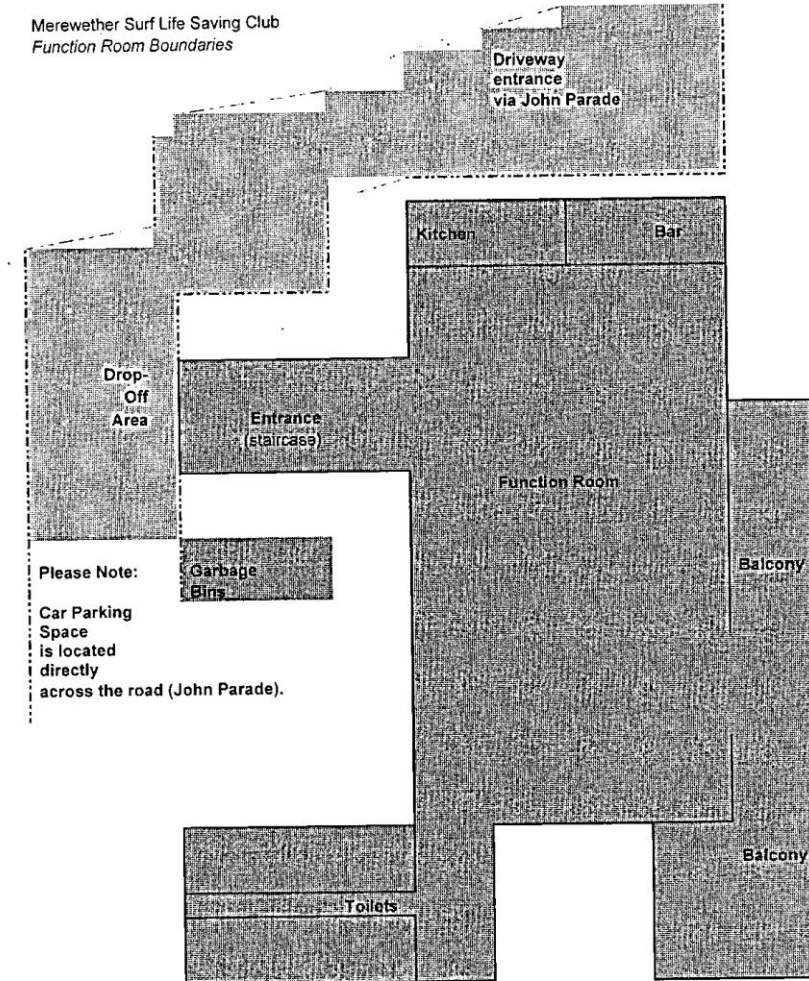 Merewether Surf Life Saving Club
Function Room Boundaries
Driveway
entrance
via John Parade
Kitchen
Bar
Drop-
Off
Area
Entrance
(staircase)
Function Room
Please Note:
Garbage
Bins
Balcony
Car Parking
Space
is located
directly
across the road (John Parade).
Balcony
Toilets